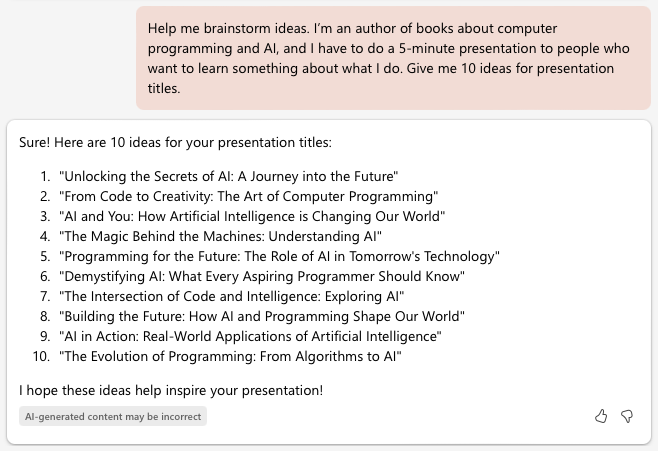 Help me brainstorm ideas. I'm an author of books about computer
programming and AI, and I have to do a 5-minute presentation to people who
want to learn something about what I do. Give me 10 ideas for presentation
titles.
Sure! Here are 10 ideas for your presentation titles:
1. "Unlocking the Secrets of AI: A Journey into the Future"
2. "From Code to Creativity: The Art of Computer Programming"
3. "AI and You: How Artificial Intelligence is Changing Our World"
4. "The Magic Behind the Machines: Understanding AI"
5. "Programming for the Future: The Role of AI in Tomorrow's Technology"
6. "Demystifying AI: What Every Aspiring Programmer Should Know"
7. "The Intersection of Code and Intelligence: Exploring AI"
8. "Building the Future: How AI and Programming Shape Our World"
9. "AI in Action: Real-World Applications of Artificial Intelligence"
10. "The Evolution of Programming: From Algorithms to AI"
I hope these ideas help inspire your presentation!
AI-generated content may be incorrect